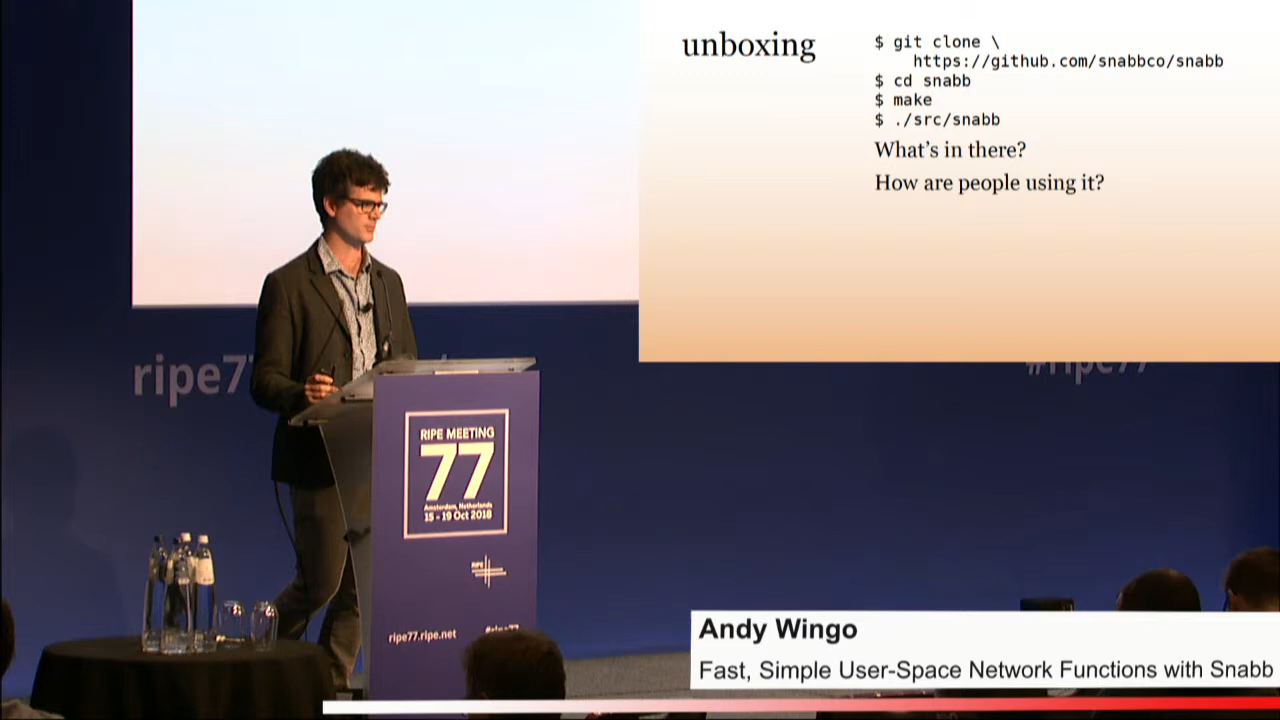 unboxing
$ git clone \
https://github.com/snabbco/snabb
$ cd snabb
$ make
$ ./src/snabb
What's in there?
How are people using it?
ripe77
#ripe77
RIPE MEETING
77
Amsterdam, Netherlands
15 - 19 Oct 2018
RIPE
ripe77.ripe.net
#ripe77
Andy Wingo
Fast, Simple User-Space Network Functions with Snabb